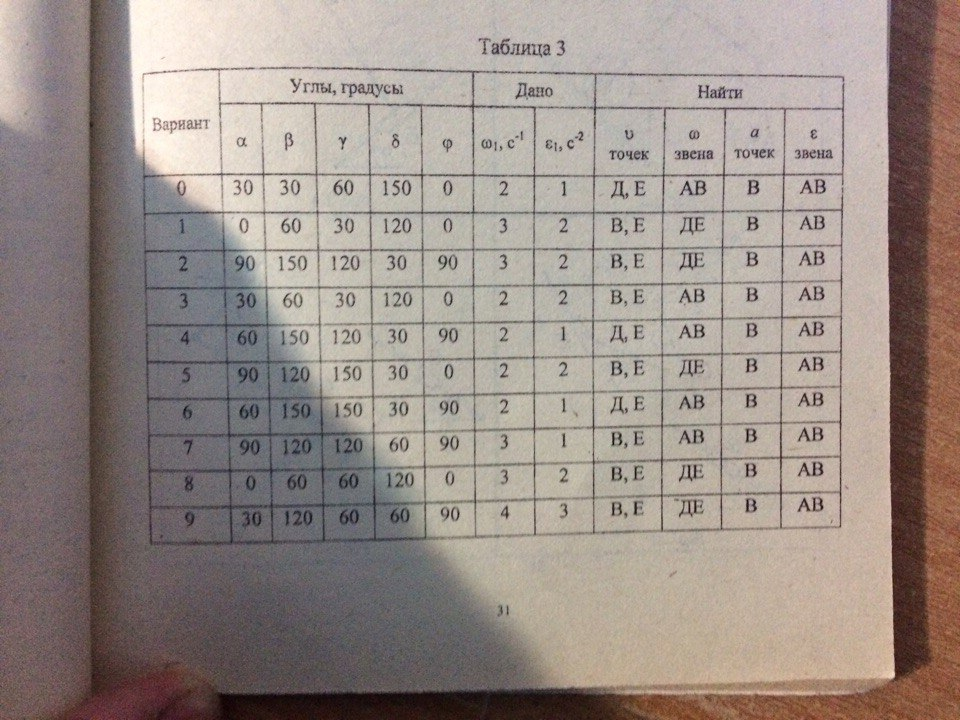 Таблица 3
Вариант Углы, градусы Дано Найти
α β γ δ φ ω₁, с⁻¹ ε₁, с⁻² υ точек ω звена a точек ε звена
0 30 30 60 150 0 2 1 Д, Е АВ В АВ
1 0 60 30 120 0 3 2 В, Е ДЕ В АВ
2 90 150 120 30 90 3 2 В, Е ДЕ В АВ
3 30 60 30 120 0 2 2 В, Е АВ В АВ
4 60 150 120 30 90 2 1 Д, Е АВ В АВ
5 90 120 150 30 0 2 2 В, Е ДЕ В АВ
6 60 150 150 30 90 2 1 Д, Е АВ В АВ
7 90 120 120 60 90 3 1 В, Е АВ В АВ
8 0 60 60 120 0 3 2 В, Е ДЕ В АВ
9 30 120 60 60 90 4 3 В, Е ДЕ В АВ
31